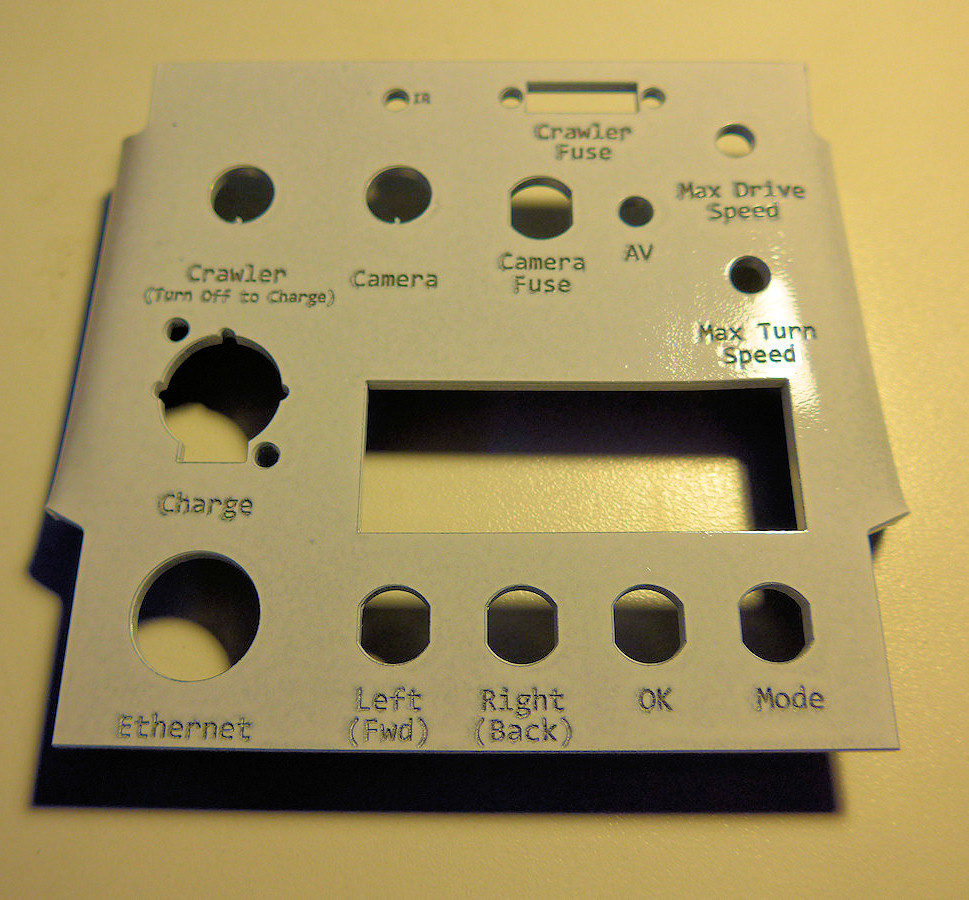 IR
Crawler
Fuse
Max Drive
Speed
Crawler
(Turn Off to Charge)
Camera
Camera
Fuse
AV
Max Turn
Speed
Charge
Ethernet
Left
(Fwd)
Right
(Back)
OK
Mode